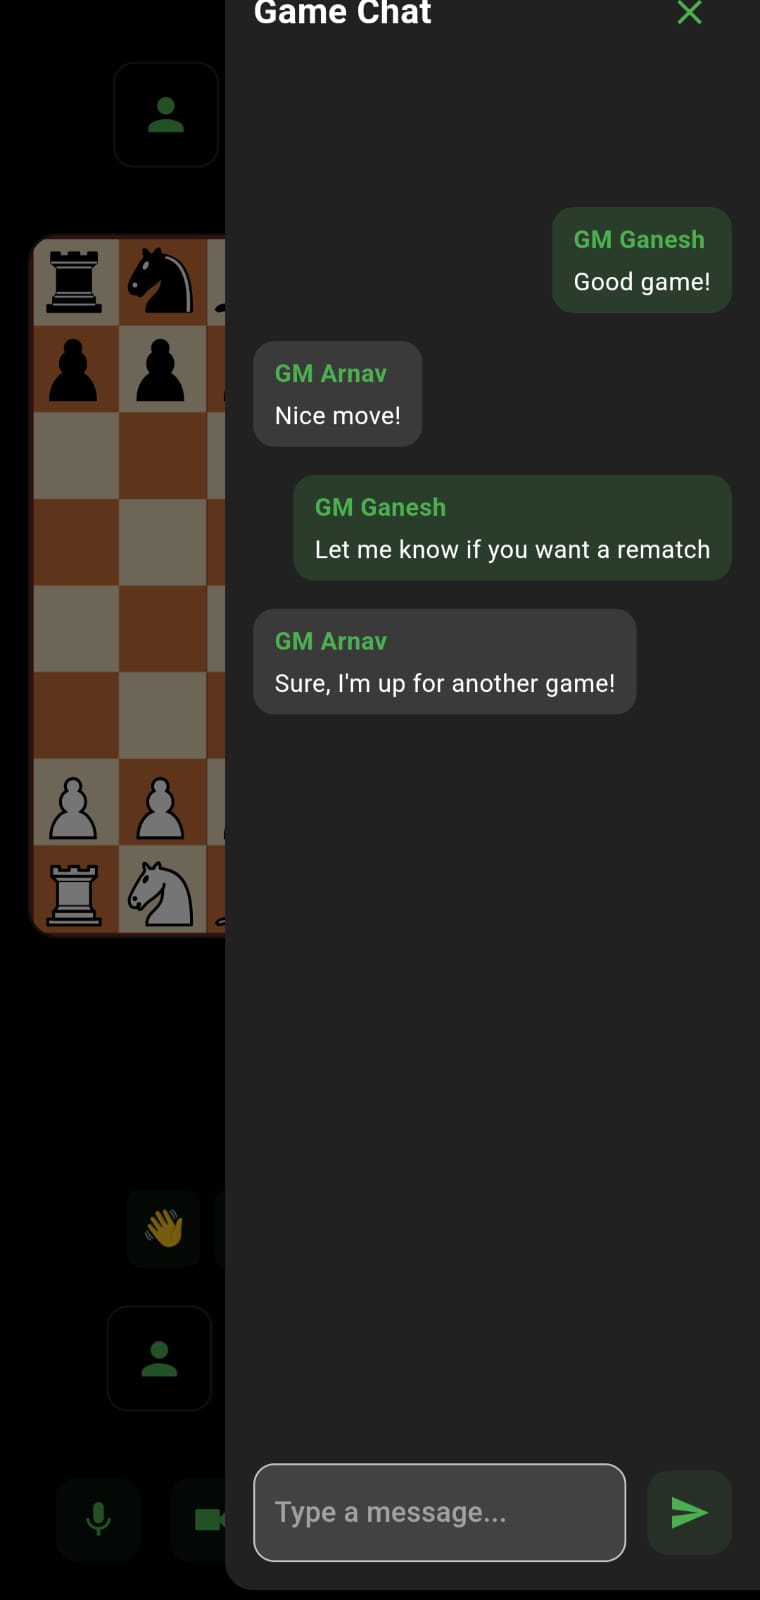 Game Chat
GM Ganesh
Good game!
GM Arnav
Nice move!
GM Ganesh
Let me know if you want a rematch
GM Arnav
Sure, I'm up for another game!
Type a message...